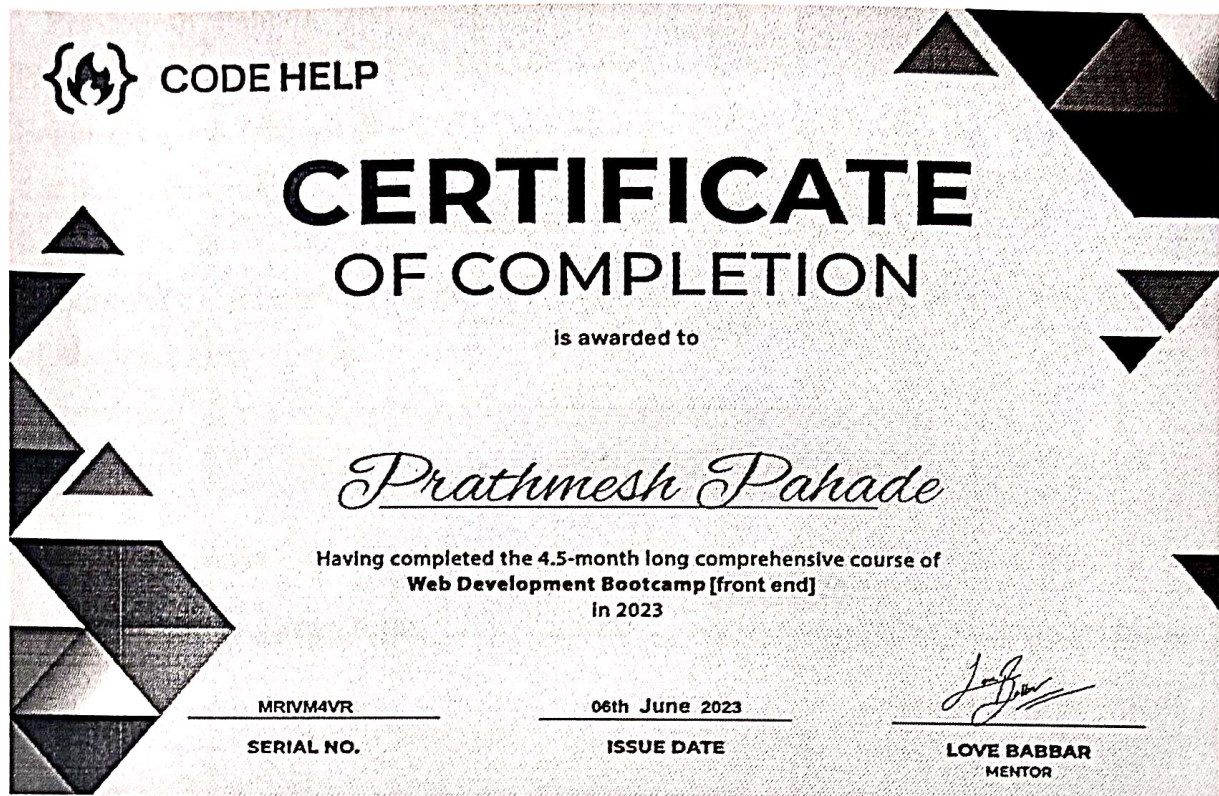 CODE HELP
CERTIFICATE
OF COMPLETION
is awarded to
Prathmesh Pahade
Having completed the 4.5-month long comprehensive course of
Web Development Bootcamp [front end]
in 2023
MRIVM4VR
06th June 2023
SERIAL NO.
ISSUE DATE
LOVE BABBAR
MENTOR